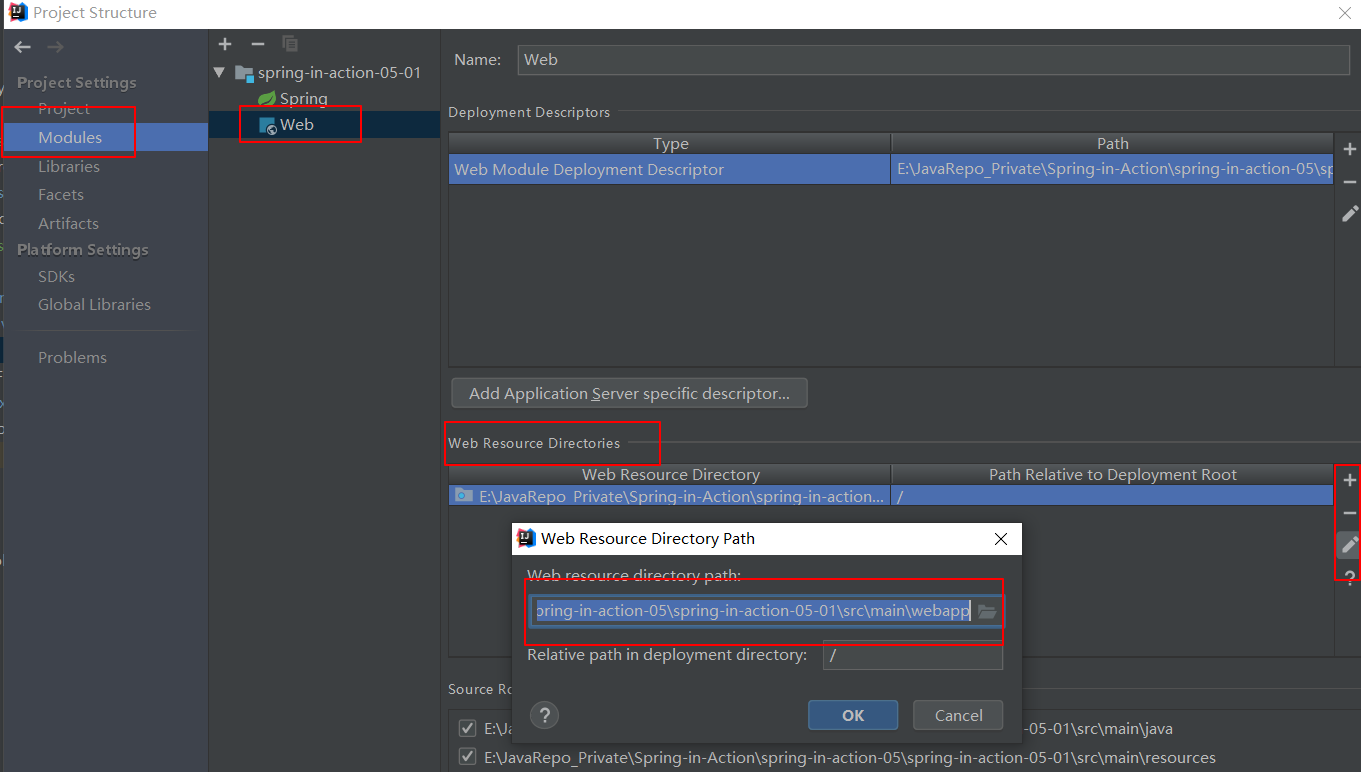 Project Structure
Project Settings
Project
Modules
Libraries
Facets
Artifacts
Platform Settings
SDKs
Global Libraries
Problems
spring-in-action-05-01
Spring
Web
Name: Web
Deployment Descriptors
Type Path
Web Module Deployment Descriptor E:\JavaRepo_Private\Spring-in-Action\spring-in-action-05\sp
Add Application Server specific descriptor...
Web Resource Directories
Web Resource Directory Path Relative to Deployment Root
E:\JavaRepo_Private\Spring-in-Action\spring-in-action... /
Web Resource Directory Path
Web resource directory path:
pring-in-action-05\spring-in-action-05-01\src\main\webapp
Relative path in deployment directory: /
? OK Cancel
Source Ro
E:\Ja -05-01\src\main\java
E:\JavaRepo_Private\Spring-in-Action\spring-in-action-05\spring-in-action-05-01\src\main\resources